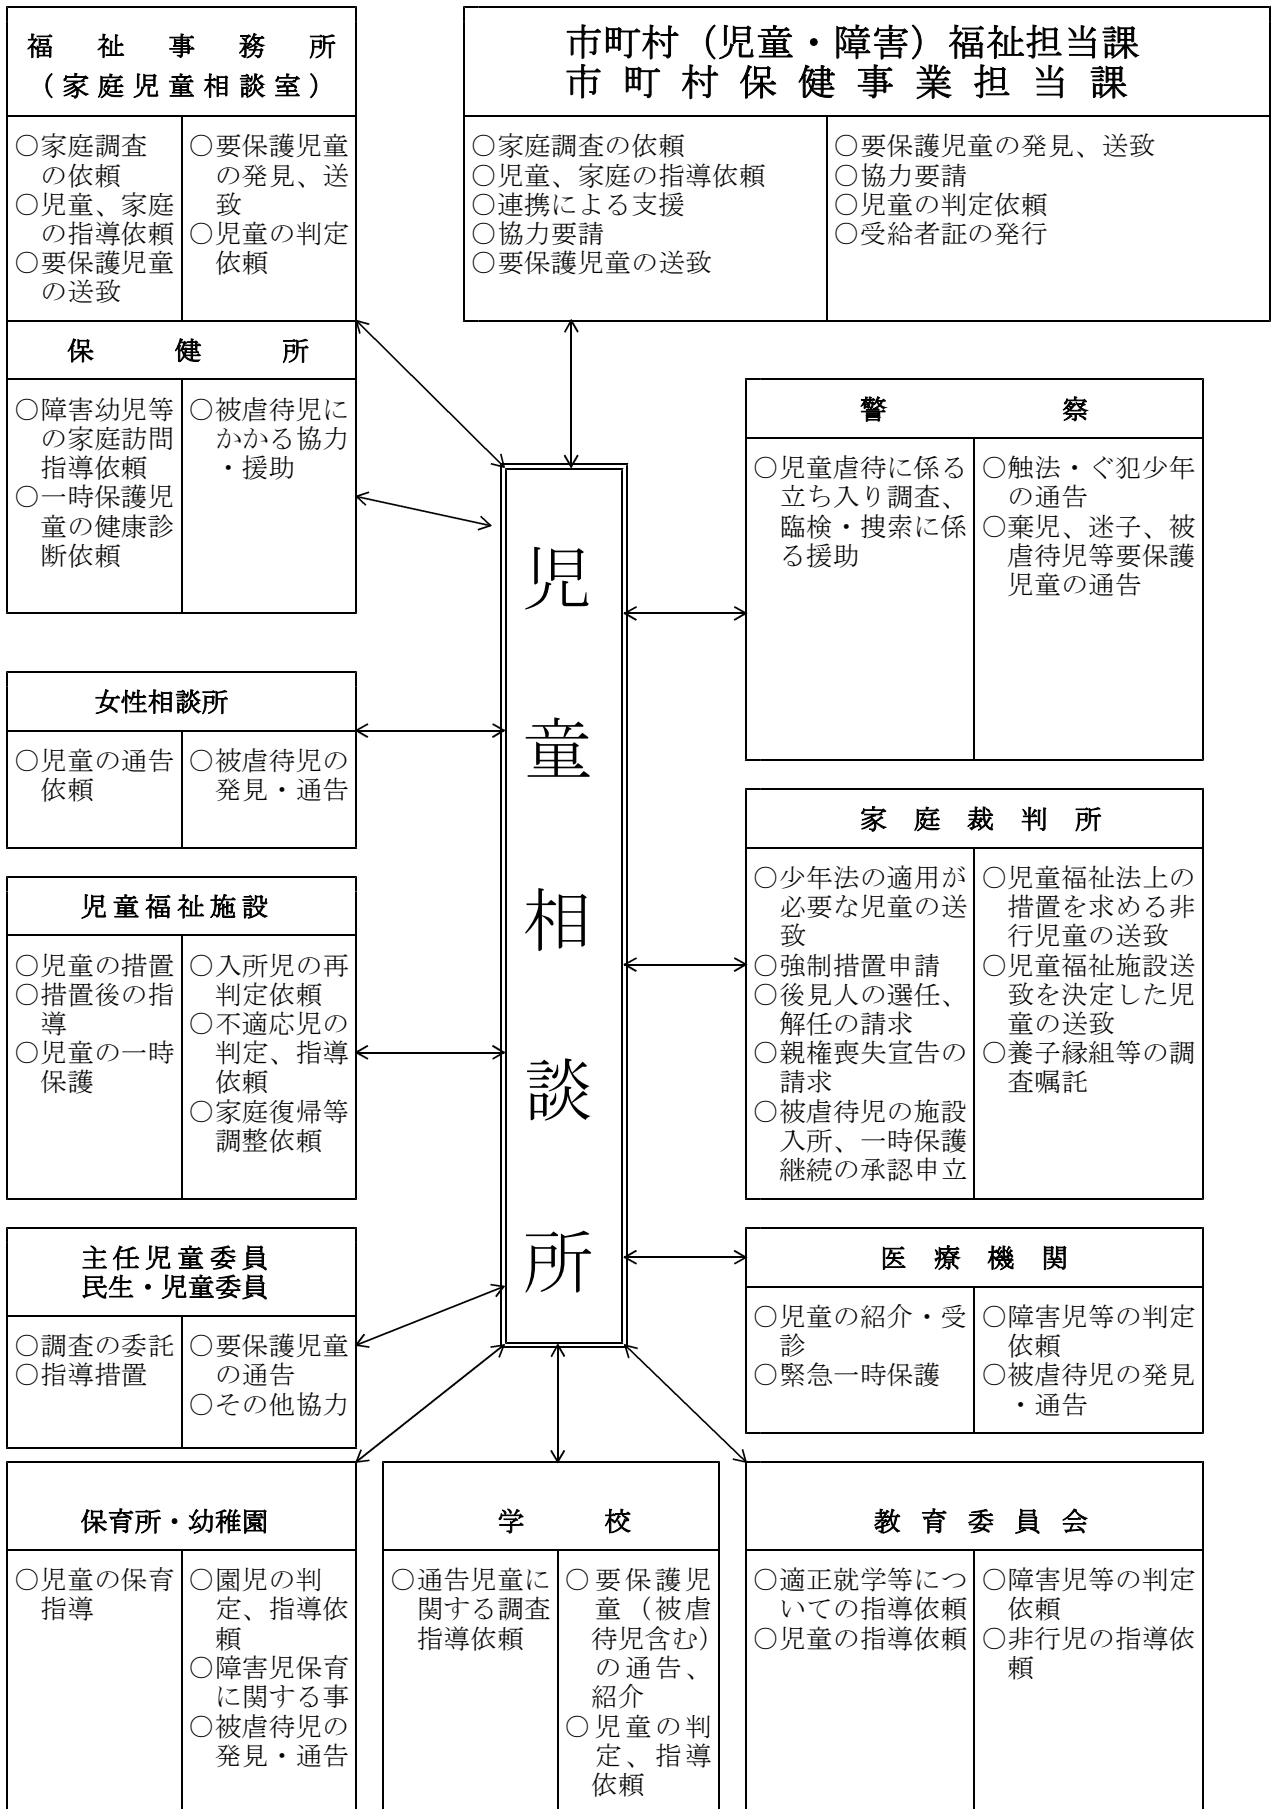 福祉事務所
（家庭児童相談室）
○家庭調査
の依頼
○児童、家庭
の指導依頼
○要保護児童
の送致
○要保護児童
の発見、送
致
○児童の判定
依頼
市町村（児童・障害）福祉担当課
市町村保健事業担当課
○家庭調査の依頼
○児童、家庭の指導依頼
○連携による支援
○協力要請
○要保護児童の送致
○要保護児童の発見、送致
○協力要請
○児童の判定依頼
○受給者証の発行
保健所
○障害幼児等
の家庭訪問
指導依頼
○一時保護児
童の健康診
断依頼
○被虐待児に
かかる協力
・援助
警察
○児童虐待に係る
立ち入り調査、
臨検・捜索に係
る援助
○触法・ぐ犯少年
の通告
○棄児、迷子、被
虐待児等要保護
児童の通告
児童相談所
女性相談所
○児童の通告
依頼
○被虐待児の
発見・通告
家庭裁判所
○少年法の適用が
必要な児童の送
致
○強制措置申請
○後見人の選任、
解任の請求
○親権喪失宣告の
請求
○被虐待児の施設
入所、一時保護
継続の承認申立
○児童福祉法上の
措置を求める非
行児童の送致
○児童福祉施設送
致を決定した児
童の送致
○養子縁組等の調
査嘱託
児童福祉施設
○児童の措置
○措置後の指
導
○児童の一時
保護
○入所児の再
判定依頼
○不適応児の
判定、指導
依頼
○家庭復帰等
調整依頼
主任児童委員
民生・児童委員
○調査の委託
○指導措置
○要保護児童
の通告
○その他協力
医療機関
○児童の紹介・受
診
○緊急一時保護
○障害児等の判定
依頼
○被虐待児の発見
・通告
保育所・幼稚園
○児童の保育
指導
○園児の判
定、指導依
頼
○障害児保育
に関する事
○被虐待児の
発見・通告
学校
○通告児童に
関する調査
指導依頼
○要保護児
童（被虐
待児含む）
の通告、
紹介
○児童の判
定、指導
依頼
教育委員会
○適正就学等につ
いての指導依頼
○児童の指導依頼
○障害児等の判定
依頼
○非行児の指導依
頼